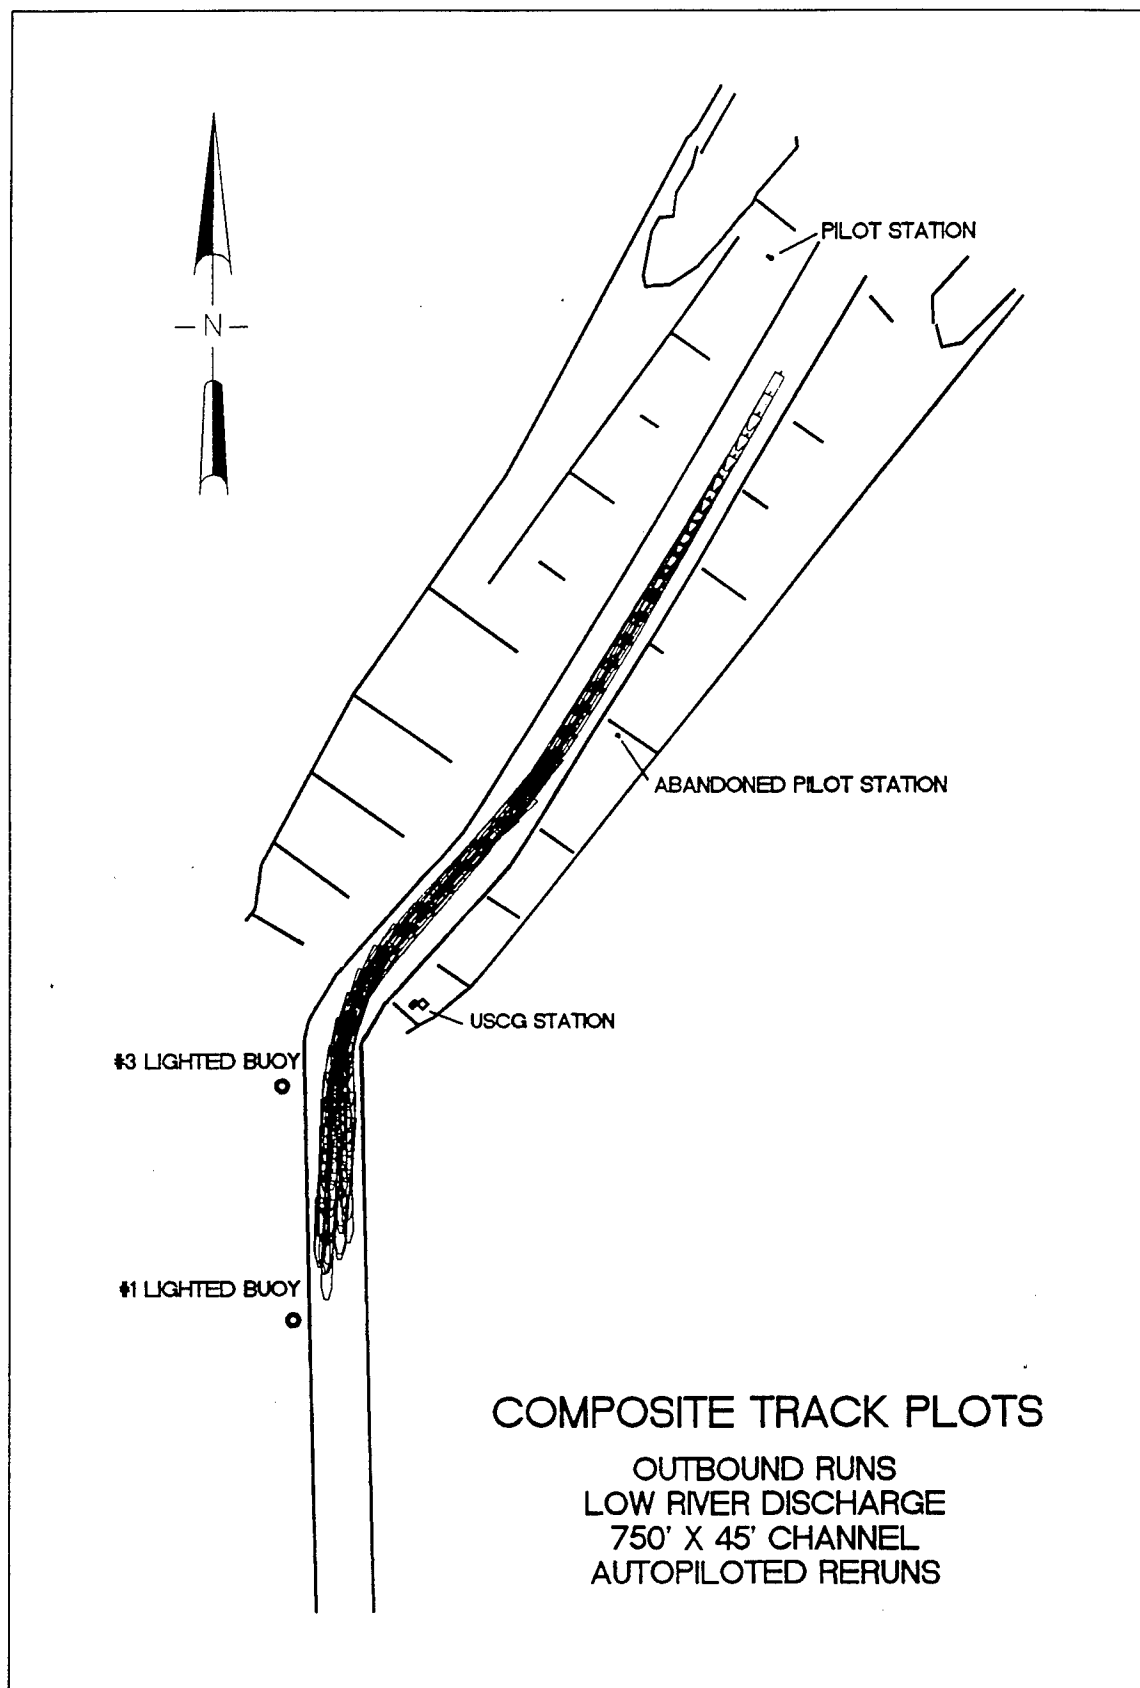 PILOT STATION
-N-
ABANDONED PILOT STATION
USCG STATION
#3 LIGHTED BUOY
#1 LIGHTED BUOY
COMPOSITE TRACK PLOTS
OUTBOUND RUNS
LOW RIVER DISCHARGE
750' X 45' CHANNEL
AUTOPILOTED RERUNS